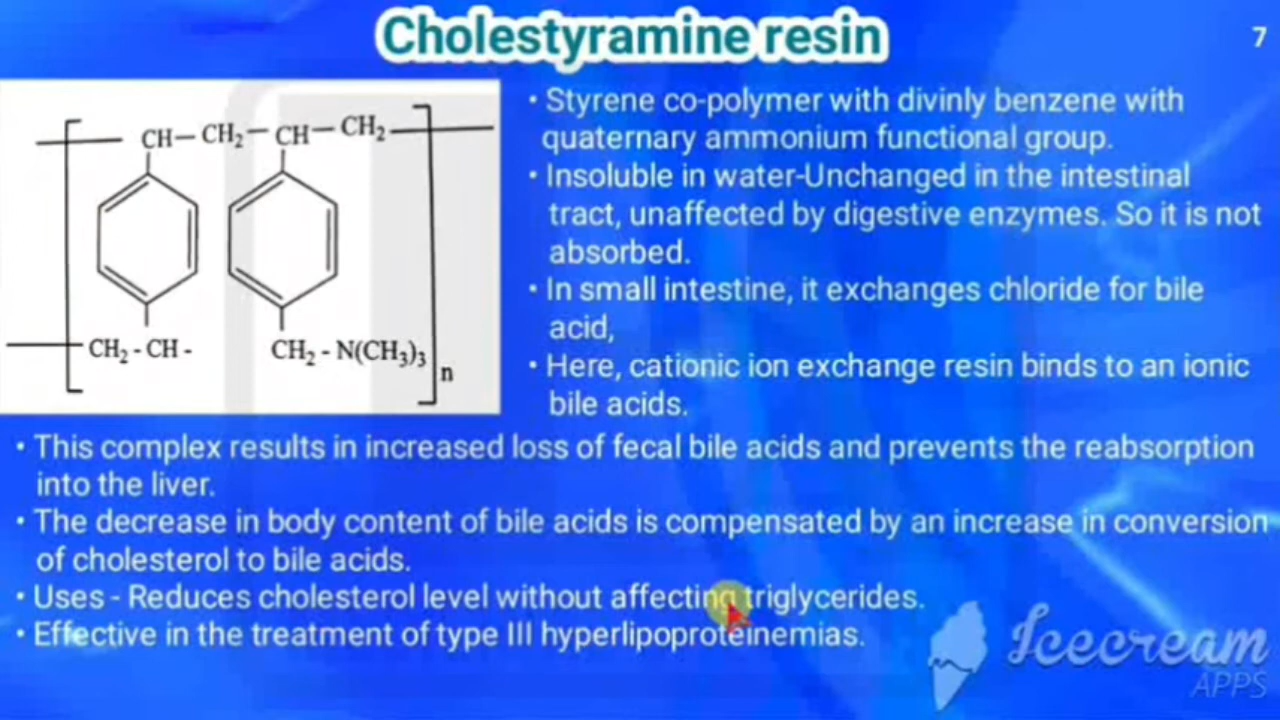 Cholestyramine resin
7
CH-CH₂-CH-CH₂
CH₂-CH-
CH₂-N(CH₃)₃
n
• Styrene co-polymer with divinly benzene with
quaternary ammonium functional group.
• Insoluble in water-Unchanged in the intestinal
tract, unaffected by digestive enzymes. So it is not
absorbed.
• In small intestine, it exchanges chloride for bile
acid,
• Here, cationic ion exchange resin binds to an ionic
bile acids.
• This complex results in increased loss of fecal bile acids and prevents the reabsorption
into the liver.
• The decrease in body content of bile acids is compensated by an increase in conversion
of cholesterol to bile acids.
• Uses - Reduces cholesterol level without affecting triglycerides.
• Effective in the treatment of type III hyperlipoproteinemias.
Icecream
APPS